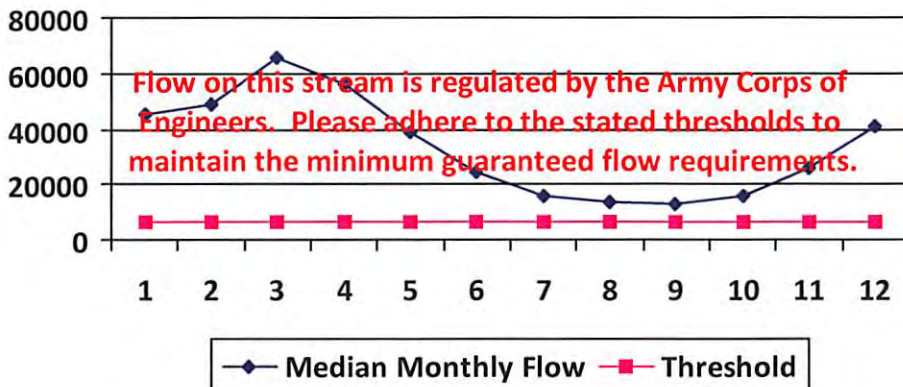 80000
60000
40000
20000
0
Flow on this stream is regulated by the Army Corps of
Engineers. Please adhere to the stated thresholds to
maintain the minimum guaranteed flow requirements.
1 2 3 4 5 6 7 8 9 10 11 12
Median Monthly Flow Threshold